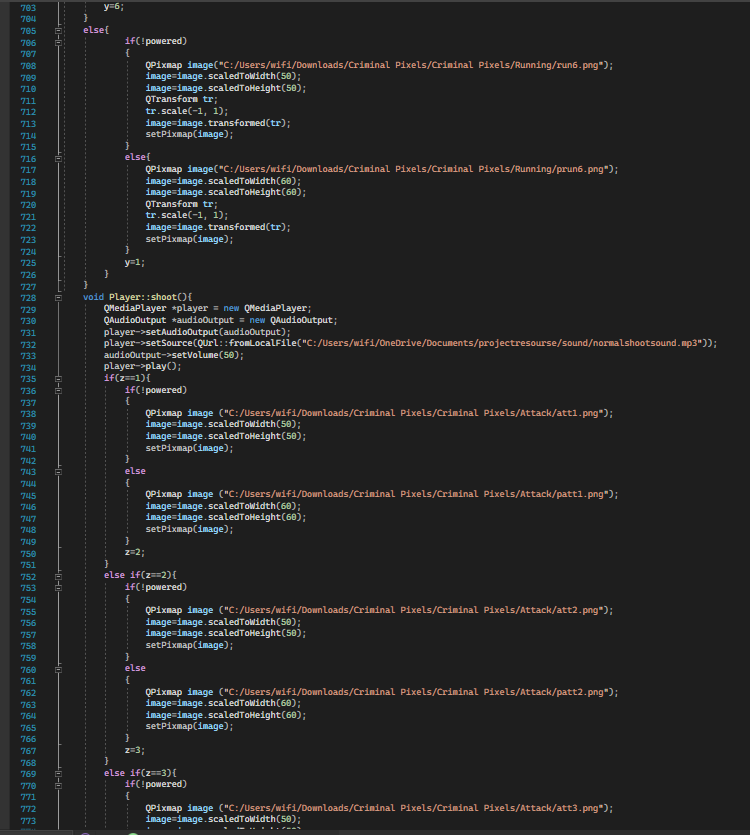 703 y=6;
704 }
705 else{
706 if(!powered)
707 {
708 QPixmap image("C:/Users/wifi/Downloads/Criminal Pixels/Criminal Pixels/Running/run6.png");
709 image=image.scaledToWidth(50);
710 image=image.scaledToHeight(50);
711 QTransform tr;
712 tr.scale(-1, 1);
713 image=image.transformed(tr);
714 setPixmap(image);
715 }
716 else{
717 QPixmap image("C:/Users/wifi/Downloads/Criminal Pixels/Criminal Pixels/Running/prun6.png");
718 image=image.scaledToWidth(60);
719 image=image.scaledToHeight(60);
720 QTransform tr;
721 tr.scale(-1, 1);
722 image=image.transformed(tr);
723 setPixmap(image);
724 }
725 y=1;
726 }
727 }
728 void Player::shoot(){
729 QMediaPlayer *player = new QMediaPlayer;
730 QAudioOutput *audioOutput = new QAudioOutput;
731 player->setAudioOutput(audioOutput);
732 player->setSource(QUrl::fromLocalFile("C:/Users/wifi/OneDrive/Documents/projectresourse/sound/normalshootsound.mp3"));
733 audioOutput->setVolume(50);
734 player->play();
735 if(z==1){
736 if(!powered)
737 {
738 QPixmap image ("C:/Users/wifi/Downloads/Criminal Pixels/Criminal Pixels/Attack/att1.png");
739 image=image.scaledToWidth(50);
740 image=image.scaledToHeight(50);
741 setPixmap(image);
742 }
743 else
744 {
745 QPixmap image ("C:/Users/wifi/Downloads/Criminal Pixels/Criminal Pixels/Attack/patt1.png");
746 image=image.scaledToWidth(60);
747 image=image.scaledToHeight(60);
748 setPixmap(image);
749 }
750 z=2;
751 }
752 else if(z==2){
753 if(!powered)
754 {
755 QPixmap image ("C:/Users/wifi/Downloads/Criminal Pixels/Criminal Pixels/Attack/att2.png");
756 image=image.scaledToWidth(50);
757 image=image.scaledToHeight(50);
758 setPixmap(image);
759 }
760 else
761 {
762 QPixmap image ("C:/Users/wifi/Downloads/Criminal Pixels/Criminal Pixels/Attack/patt2.png");
763 image=image.scaledToWidth(60);
764 image=image.scaledToHeight(60);
765 setPixmap(image);
766 }
767 z=3;
768 }
769 else if(z==3){
770 if(!powered)
771 {
772 QPixmap image ("C:/Users/wifi/Downloads/Criminal Pixels/Criminal Pixels/Attack/att3.png");
773 image=image.scaledToWidth(50);